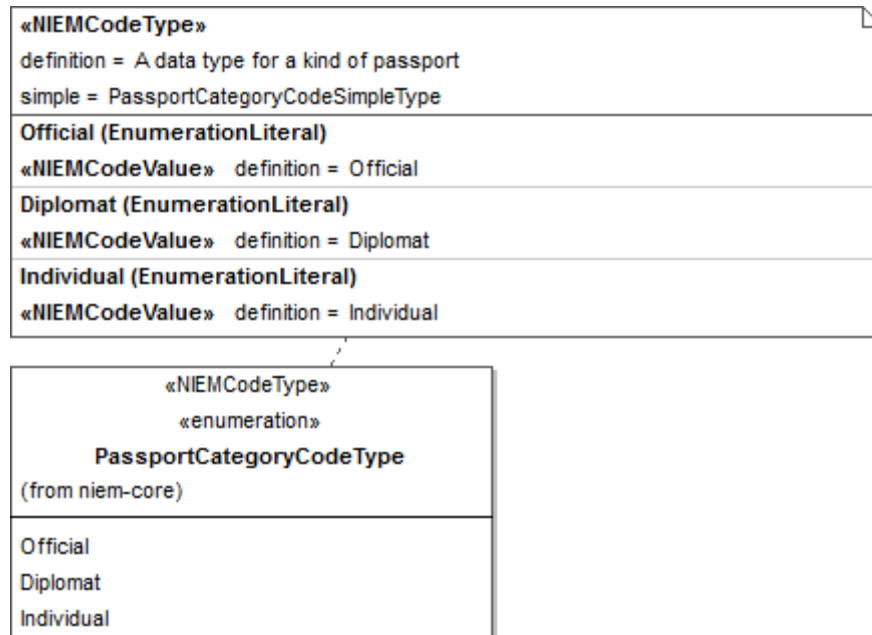 «NIEMCodeType»
definition = A data type for a kind of passport
simple = PassportCategoryCodeSimpleType
Official (EnumerationLiteral)
«NIEMCodeValue» definition = Official
Diplomat (EnumerationLiteral)
«NIEMCodeValue» definition = Diplomat
Individual (EnumerationLiteral)
«NIEMCodeValue» definition = Individual
«NIEMCodeType»
«enumeration»
PassportCategoryCodeType
(from niem-core)
Official
Diplomat
Individual